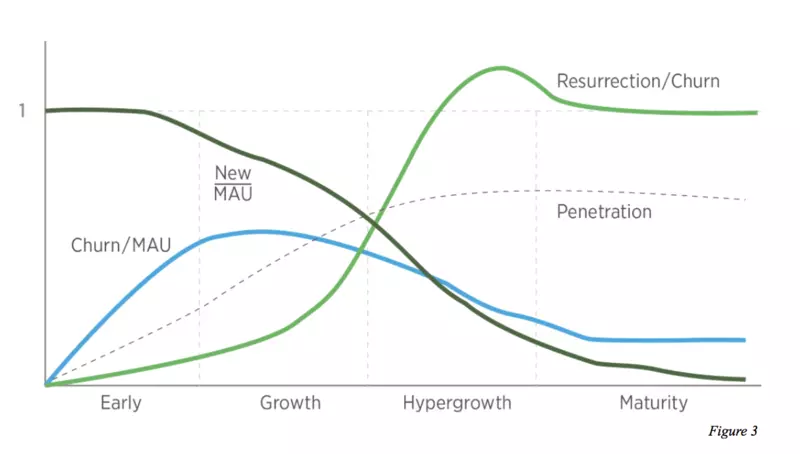 1
Resurrection/Churn
New
MAU
Penetration
Churn/MAU
Early
Growth
Hypergrowth
Maturity
Figure 3